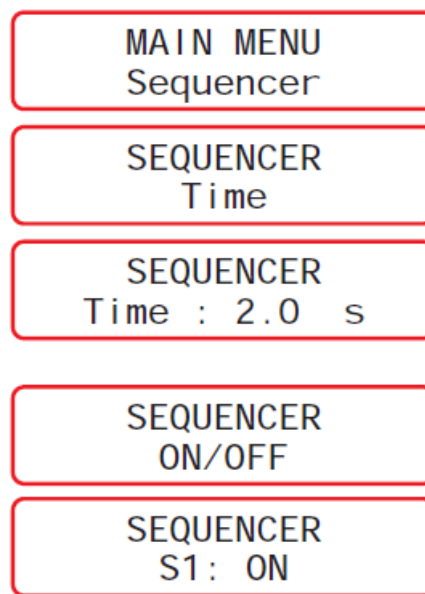 MAIN MENU
Sequencer
SEQUENCER
Time
SEQUENCER
Time : 2.0 s
SEQUENCER
ON/OFF
SEQUENCER
S1: ON